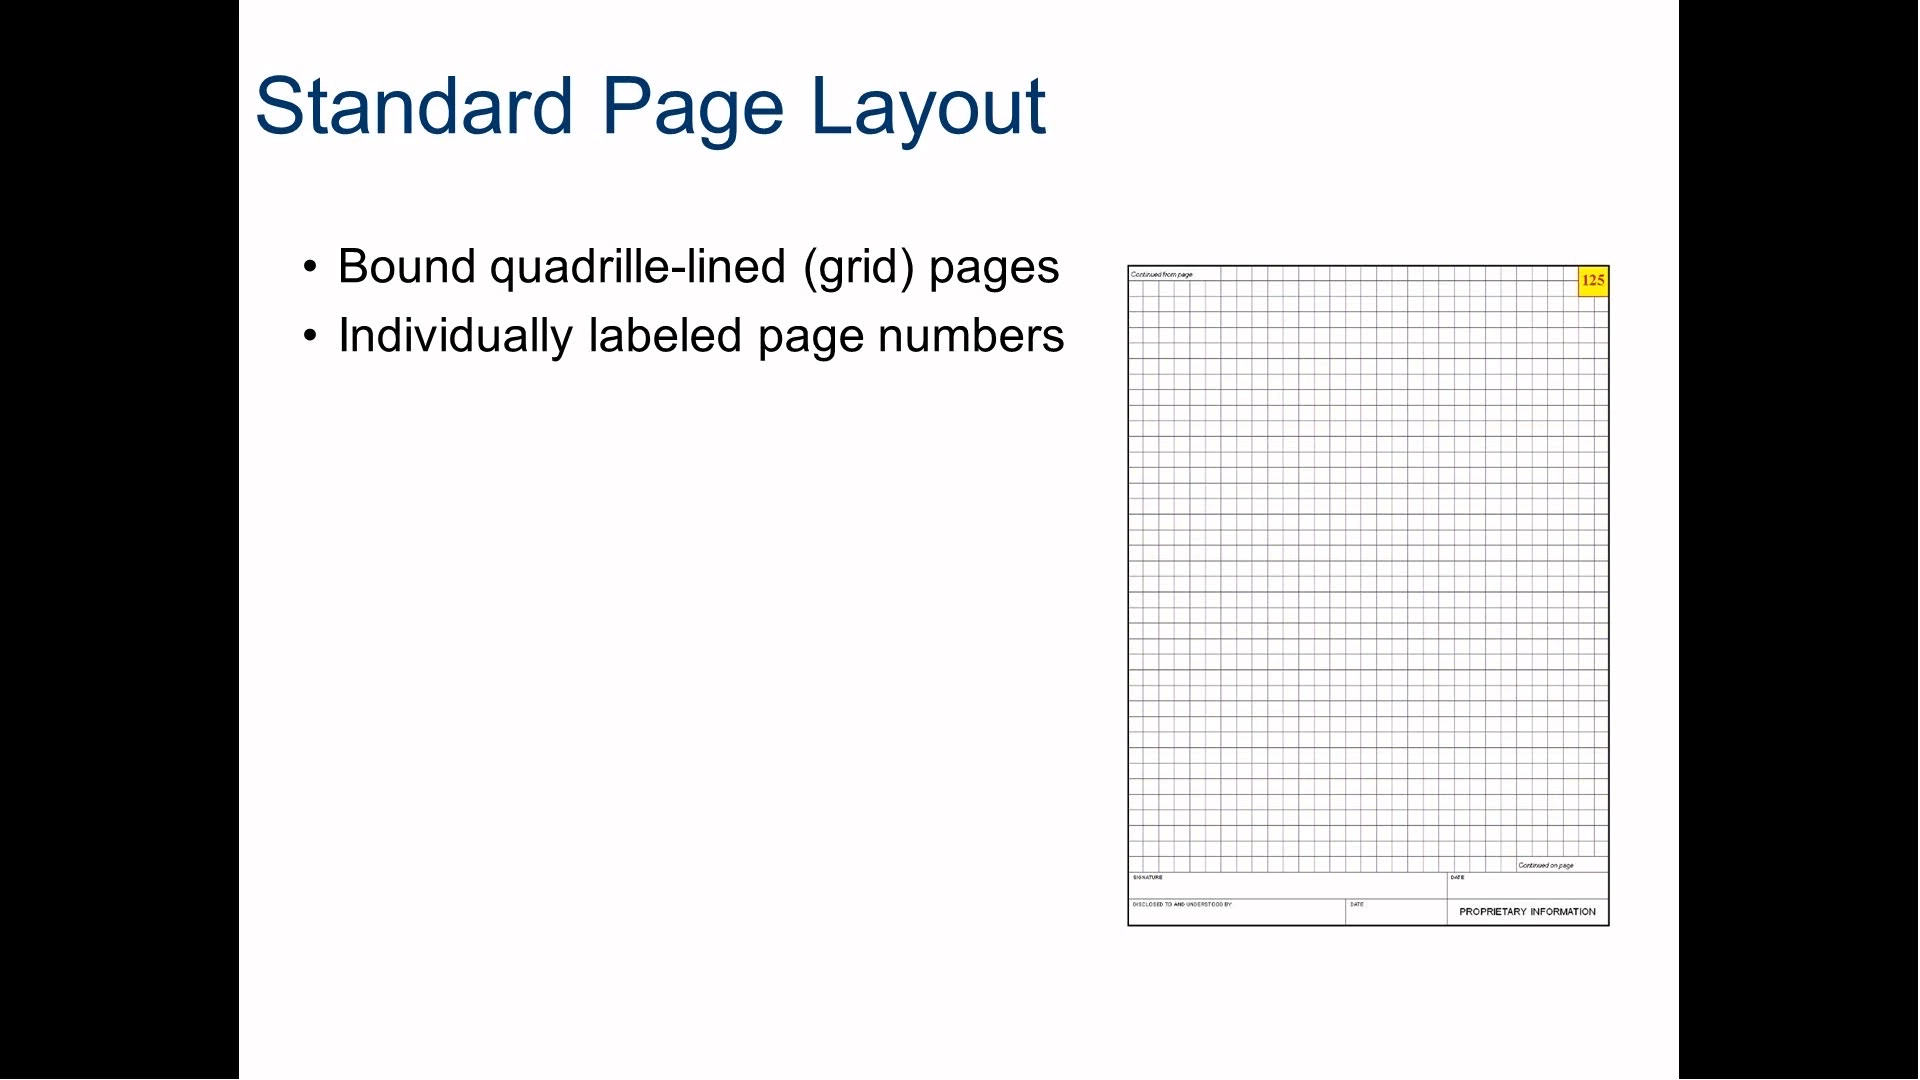 Standard Page Layout
• Bound quadrille-lined (grid) pages
• Individually labeled page numbers
Continued from page
125
Continued on page
SIGNATURE
DATE
DISCLOSED TO AND UNDERSTOOD BY
DATE
PROPRIETARY INFORMATION